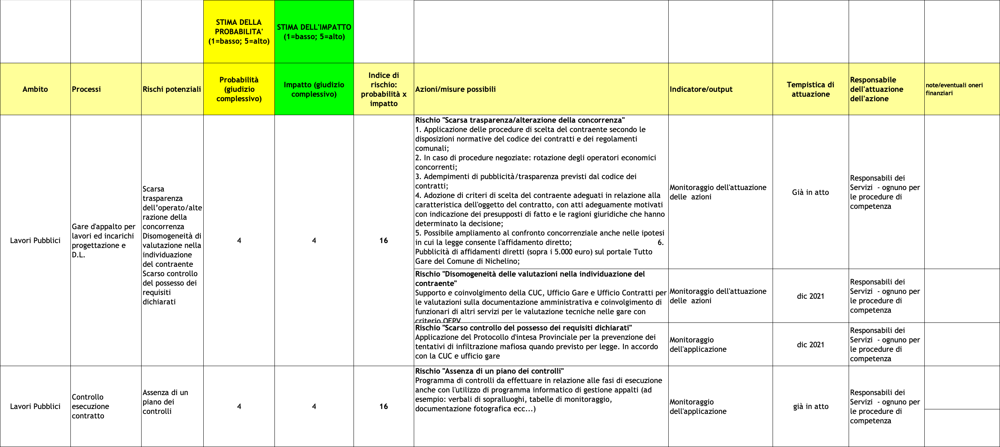 STIMA DELLA
PROBABILITA'
(1=basso; 5=alto)
STIMA DELL'IMPATTO
(1=basso; 5=alto)
Ambito
Processi
Rischi potenziali
Probabilità
(giudizio
complessivo)
Impatto (giudizio
complessivo)
Indice di
rischio:
probabilità x
impatto
Azioni/misure possibili
Indicatore/output
Tempistica di
attuazione
Responsabile
dell'attuazione
dell'azione
note/eventuali oneri
finanziari
Lavori Pubblici
Gare d'appalto per
lavori ed incarichi
progettazione e
D.L.
Scarsa
trasparenza
dell’operato/alte
razione della
concorrenza
Disomogeneità di
valutazione nella
individuazione
del contraente
Scarso controllo
del possesso dei
requisiti
dichiarati
4
4
16
Rischio "Scarsa trasparenza/alterazione della concorrenza"
1. Applicazione delle procedure di scelta del contraente secondo le
disposizioni normative del codice dei contratti e dei regolamenti
comunali;
2. In caso di procedure negoziate: rotazione degli operatori economici
concorrenti;
3. Adempimenti di pubblicità/trasparenza previsti dal codice dei
contratti;
4. Adozione di criteri di scelta del contraente adeguati in relazione alla
caratteristica dell'oggetto del contratto, con atti adeguamente motivati
con indicazione dei presupposti di fatto e le ragioni giuridiche che hanno
determinato la decisione;
5. Possibile ampliamento al confronto concorrenziale anche nelle ipotesi
in cui la legge consente l'affidamento diretto; 6.
Pubblicità di affidamenti diretti (sopra i 5.000 euro) sul portale Tutto
Gare del Comune di Nichelino;
Monitoraggio dell'attuazione
delle  azioni
Già in atto
Responsabili dei
Servizi  - ognuno per
le procedure di
competenza
Rischio "Disomogeneità delle valutazioni nella individuazione del
contraente"
Supporto e coinvolgimento della CUC, Ufficio Gare e Ufficio Contratti per
le valutazioni sulla documentazione amministrativa e coinvolgimento di
funzionari di altri servizi per le valutazione tecniche nelle gare con
criterio OEPV
Monitoraggio dell'attuazione
delle  azioni
dic 2021
Responsabili dei
Servizi  - ognuno per
le procedure di
competenza
Rischio "Scarso controllo del possesso dei requisiti dichiarati"
Applicazione del Protocollo d'intesa Provinciale per la prevenzione dei
tentativi di infiltrazione mafiosa quando previsto per legge. In accordo
con la CUC e ufficio gare
Monitoraggio
dell'applicazione
dic 2021
Responsabili dei
Servizi  - ognuno per
le procedure di
competenza
Lavori Pubblici
Controllo
esecuzione
contratto
Assenza di un
piano dei
controlli
4
4
16
Rischio "Assenza di un piano dei controlli"
Programma di controlli da effettuare in relazione alle fasi di esecuzione
anche con l'utilizzo di programma informatico di gestione appalti (ad
esempio: verbali di sopralluoghi, tabelle di monitoraggio,
documentazione fotografica ecc...)
Monitoraggio
dell'applicazione
già in atto
Responsabili dei
Servizi  - ognuno per
le procedure di
competenza